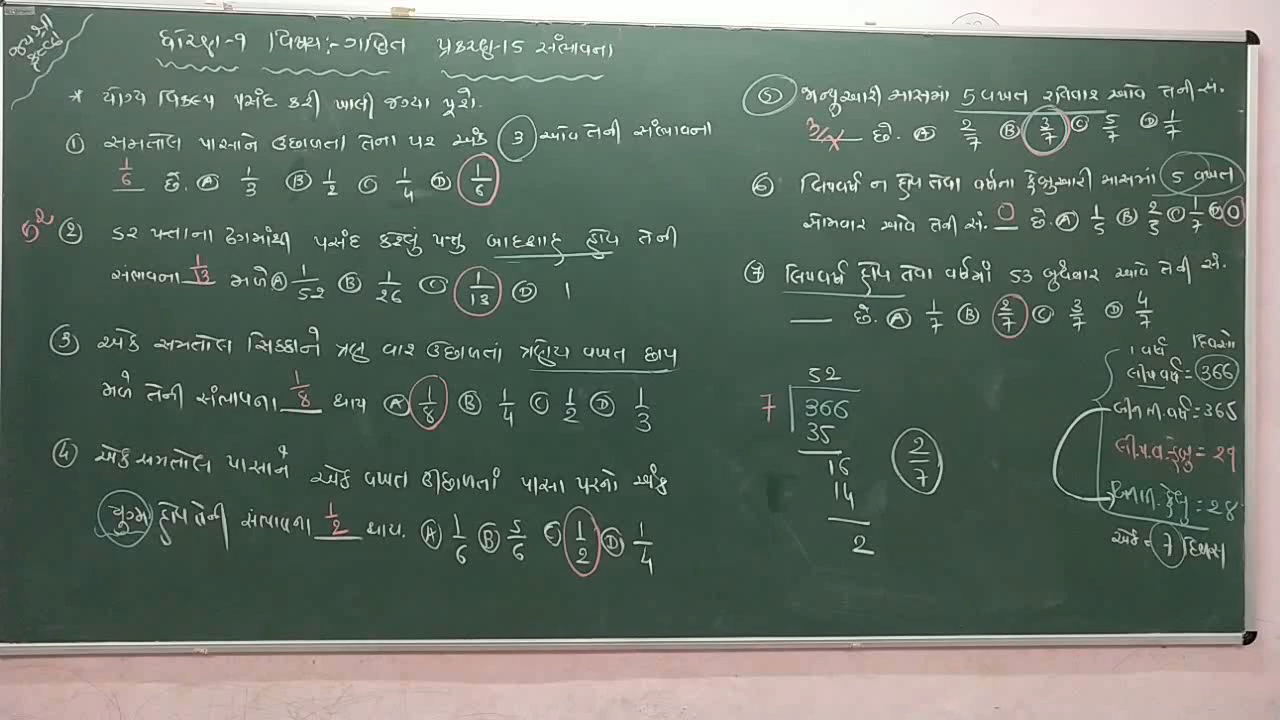 જય શ્રી કૃષ્ણ
ધોરણ-૧ વિષય:- ગણિત પ્રકરણ-15 સંભાવના
* યોગ્ય વિકલ્પ પસંદ કરી ખાલી જગ્યા પૂરો.
① સમતોલ પાસાને ઉછાળતા તેના પર અંક 3 આવે તેની સંભાવના
1/6 છે. Ⓐ 1/3 Ⓑ 1/2 Ⓒ 1/4 Ⓓ 1/6
② 52 પત્તાના ઢગમાંથી પસંદ કરેલું પત્તુ બાદશાહ હોય તેની
સંભાવના 1/13 મળે Ⓐ 1/52 Ⓑ 1/26 Ⓒ 1/13 Ⓓ 1
③ એક સમતોલ સિક્કાને ત્રણ વાર ઉછાળતાં ત્રણેય વખત છાપ
મળે તેની સંભાવના 1/8 થાય Ⓐ 1/8 Ⓑ 1/4 Ⓒ 1/2 Ⓓ 1/3
④ એક સમતોલ પાસાને એક વખત ઉછાળતાં પાસા પરનો અંક
યુગ્મ હોય તેની સંભાવના 1/2 થાય. Ⓐ 1/6 Ⓑ 5/6 Ⓒ 1/2 Ⓓ 1/4
⑤ જાન્યુઆરી માસમાં 5 વખત રવિવાર આવે તેની સં.
3/7 છે. Ⓐ 2/7 Ⓑ 3/7 Ⓒ 5/7 Ⓓ 1/7
⑥ લિપવર્ષ ન હોય તેવા વર્ષના ફેબ્રુઆરી માસમાં 5 વખત
સોમવાર આવે તેની સં. 0 છે. Ⓐ 1/5 Ⓑ 2/5 Ⓒ 1/7 Ⓓ 0
⑦ લિપવર્ષ હોય તેવા વર્ષમાં 53 બુધવાર આવે તેની સં.
___ છે. Ⓐ 1/7 Ⓑ 2/7 Ⓒ 3/7 Ⓓ 4/7
52
7 366
35
16
14
2
2/7
1 વર્ષ દિવસો
લીપવર્ષ = 366
= 365
= 29
= 28
7 દિવસ